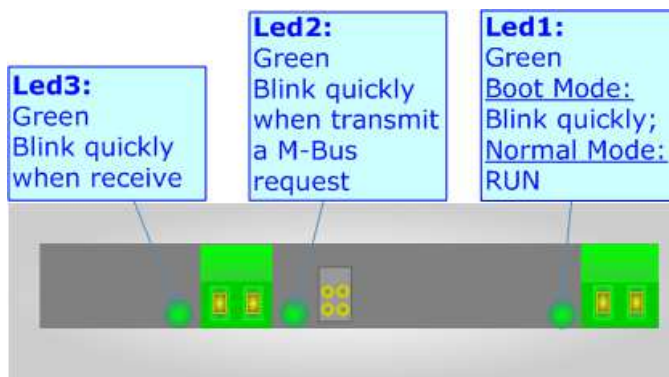 Led3:
Green
Blink quickly
when receive
Led2:
Green
Blink quickly
when transmit
a M-Bus
request
Led1:
Green
Boot Mode:
Blink quickly;
Normal Mode:
RUN